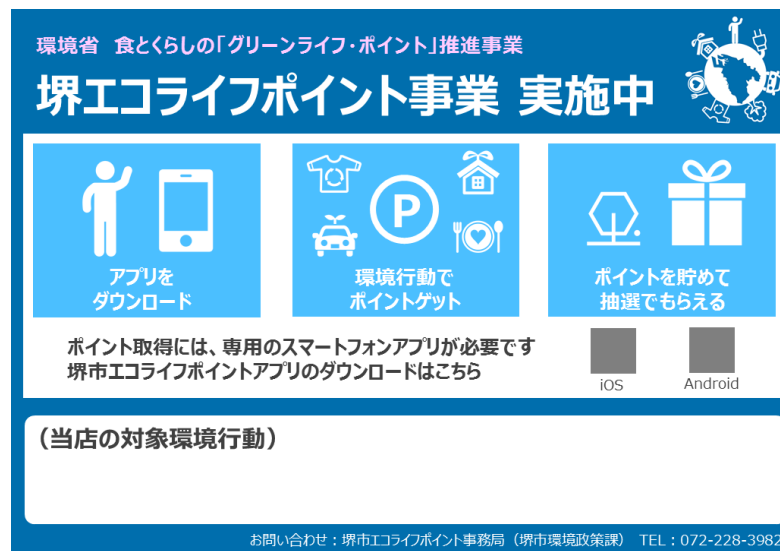 環境省 食とくらしの「グリーンライフ・ポイント」推進事業
堺エコライフポイント事業 実施中
アプリを
ダウンロード
P
環境行動で
ポイントゲット
ポイントを貯めて
抽選でもらえる
ポイント取得には、専用のスマートフォンアプリが必要です
堺市エコライフポイントアプリのダウンロードはこちら
iOS
Android
（当店の対象環境行動）
お問い合わせ：堺市エコライフポイント事務局（堺市環境政策課） TEL：072-228-3982